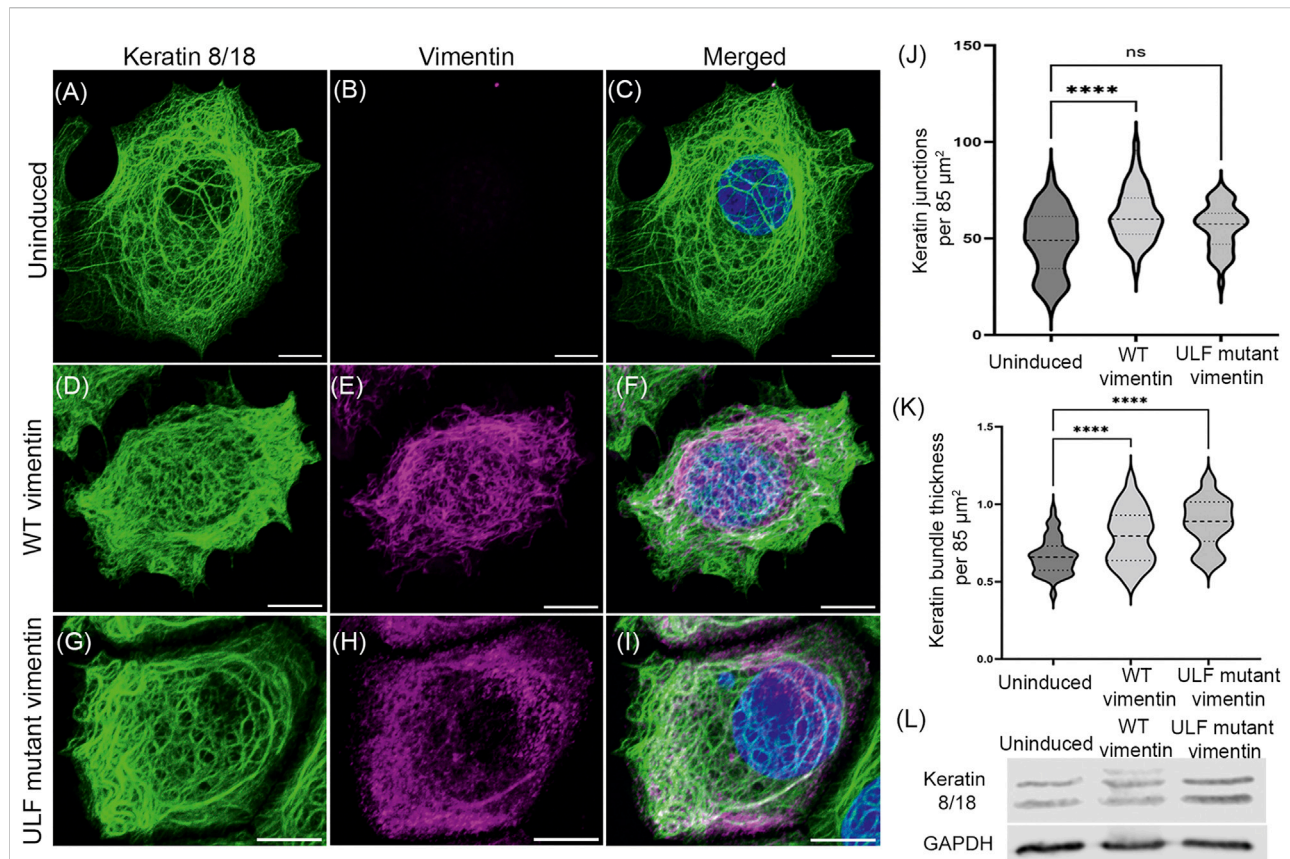 Keratin 8/18 Vimentin Merged
Uninduced
(A) (B) (C)
WT vimentin
(D) (E) (F)
ULF mutant vimentin
(G) (H) (I)
(J)
Keratin junctions
per 85 µm²
150
100
50
0
ns
****
Uninduced WT ULF mutant
vimentin vimentin
(K)
Keratin bundle thickness
per 85 µm²
1.5
1.0
0.5
0.0
****
****
Uninduced WT ULF mutant
vimentin vimentin
(L)
Uninduced WT ULF mutant
vimentin vimentin
Keratin
8/18
GAPDH